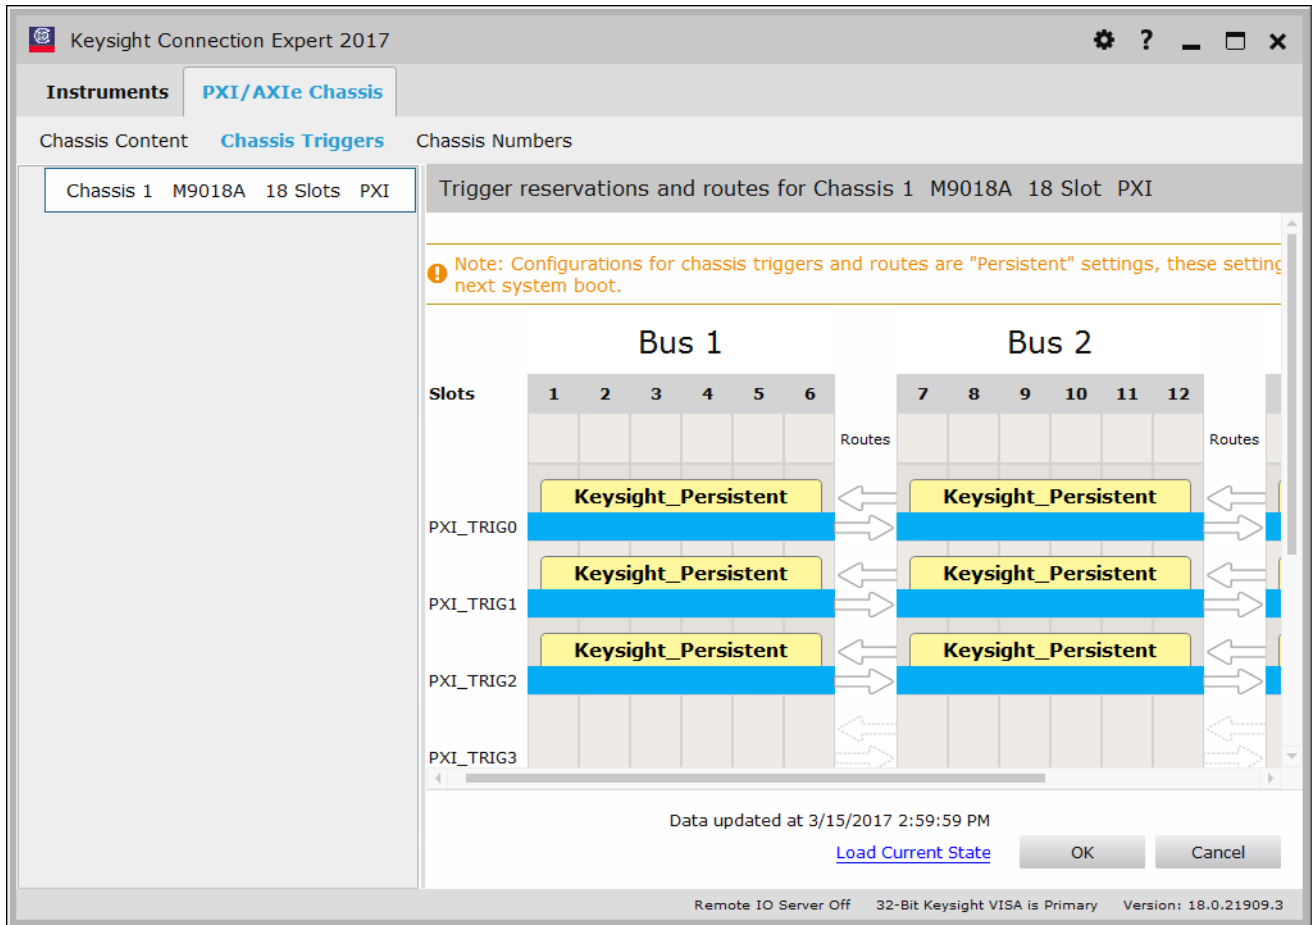 Keysight Connection Expert 2017
Instruments PXI/AXIe Chassis
Chassis Content Chassis Triggers Chassis Numbers
Chassis 1 M9018A 18 Slots PXI
Trigger reservations and routes for Chassis 1 M9018A 18 Slot PXI
Note: Configurations for chassis triggers and routes are "Persistent" settings, these setting
next system boot.
Bus 1 Bus 2
Slots 1 2 3 4 5 6 7 8 9 10 11 12
Routes Routes
Keysight_Persistent Keysight_Persistent
PXI_TRIG0
Keysight_Persistent Keysight_Persistent
PXI_TRIG1
Keysight_Persistent Keysight_Persistent
PXI_TRIG2
PXI_TRIG3
Data updated at 3/15/2017 2:59:59 PM
Load Current State OK Cancel
Remote IO Server Off 32-Bit Keysight VISA is Primary Version: 18.0.21909.3